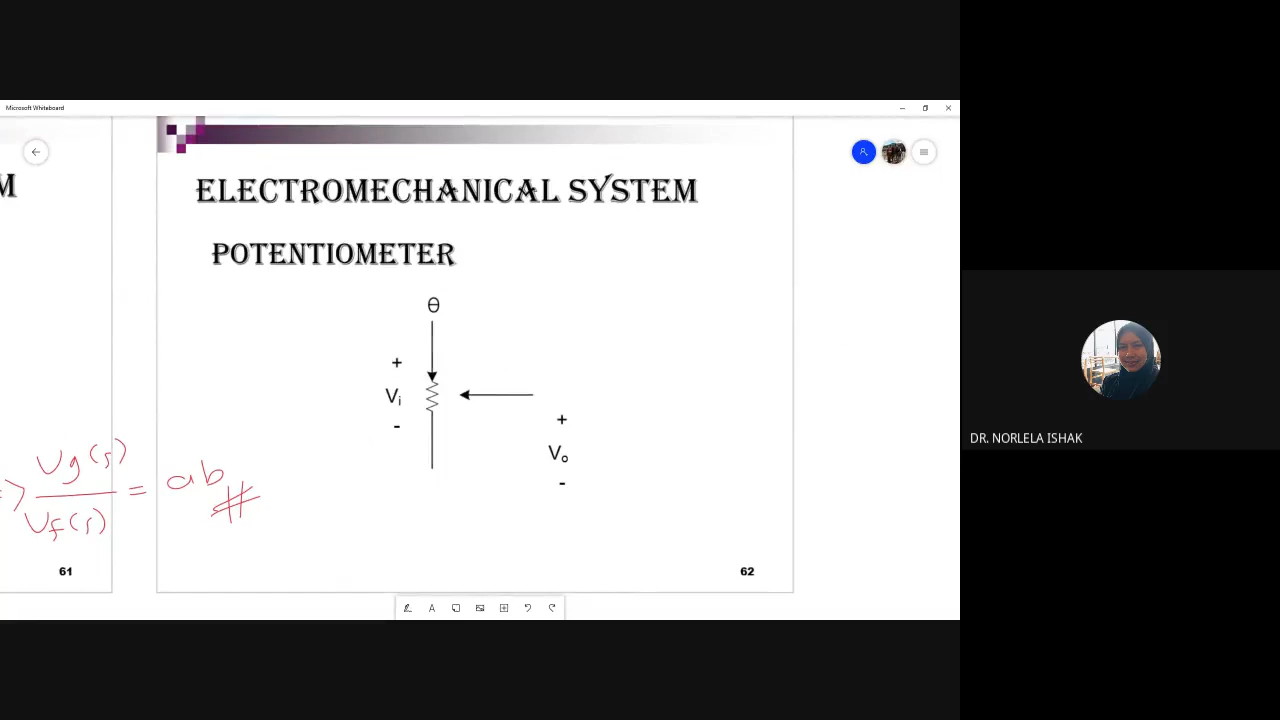 Microsoft Whiteboard
M
ELECTROMECHANICAL SYSTEM
POTENTIOMETER
θ
+
Vi
-
+
Vo
-
Vg(s)
Vf(s)
= ab
61
62
A
DR. NORLELA ISHAK